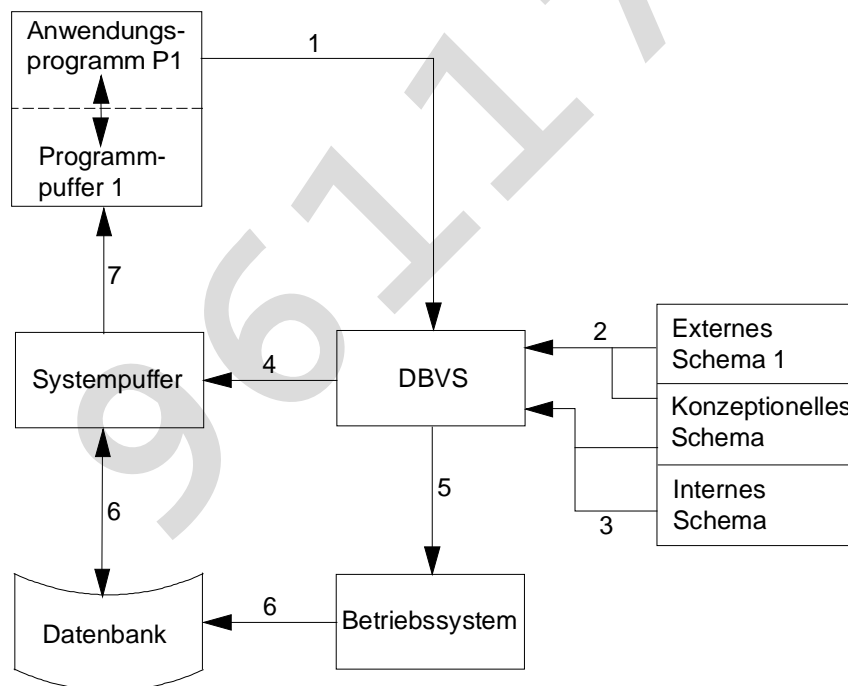 Anwendungs-
programm P1
1
Programm-
puffer 1
7
Externes
Schema 1
2
Systempuffer
4
DBVS
Konzeptionelles
Schema
5
Internes
Schema
3
6
Datenbank
6
Betriebssystem